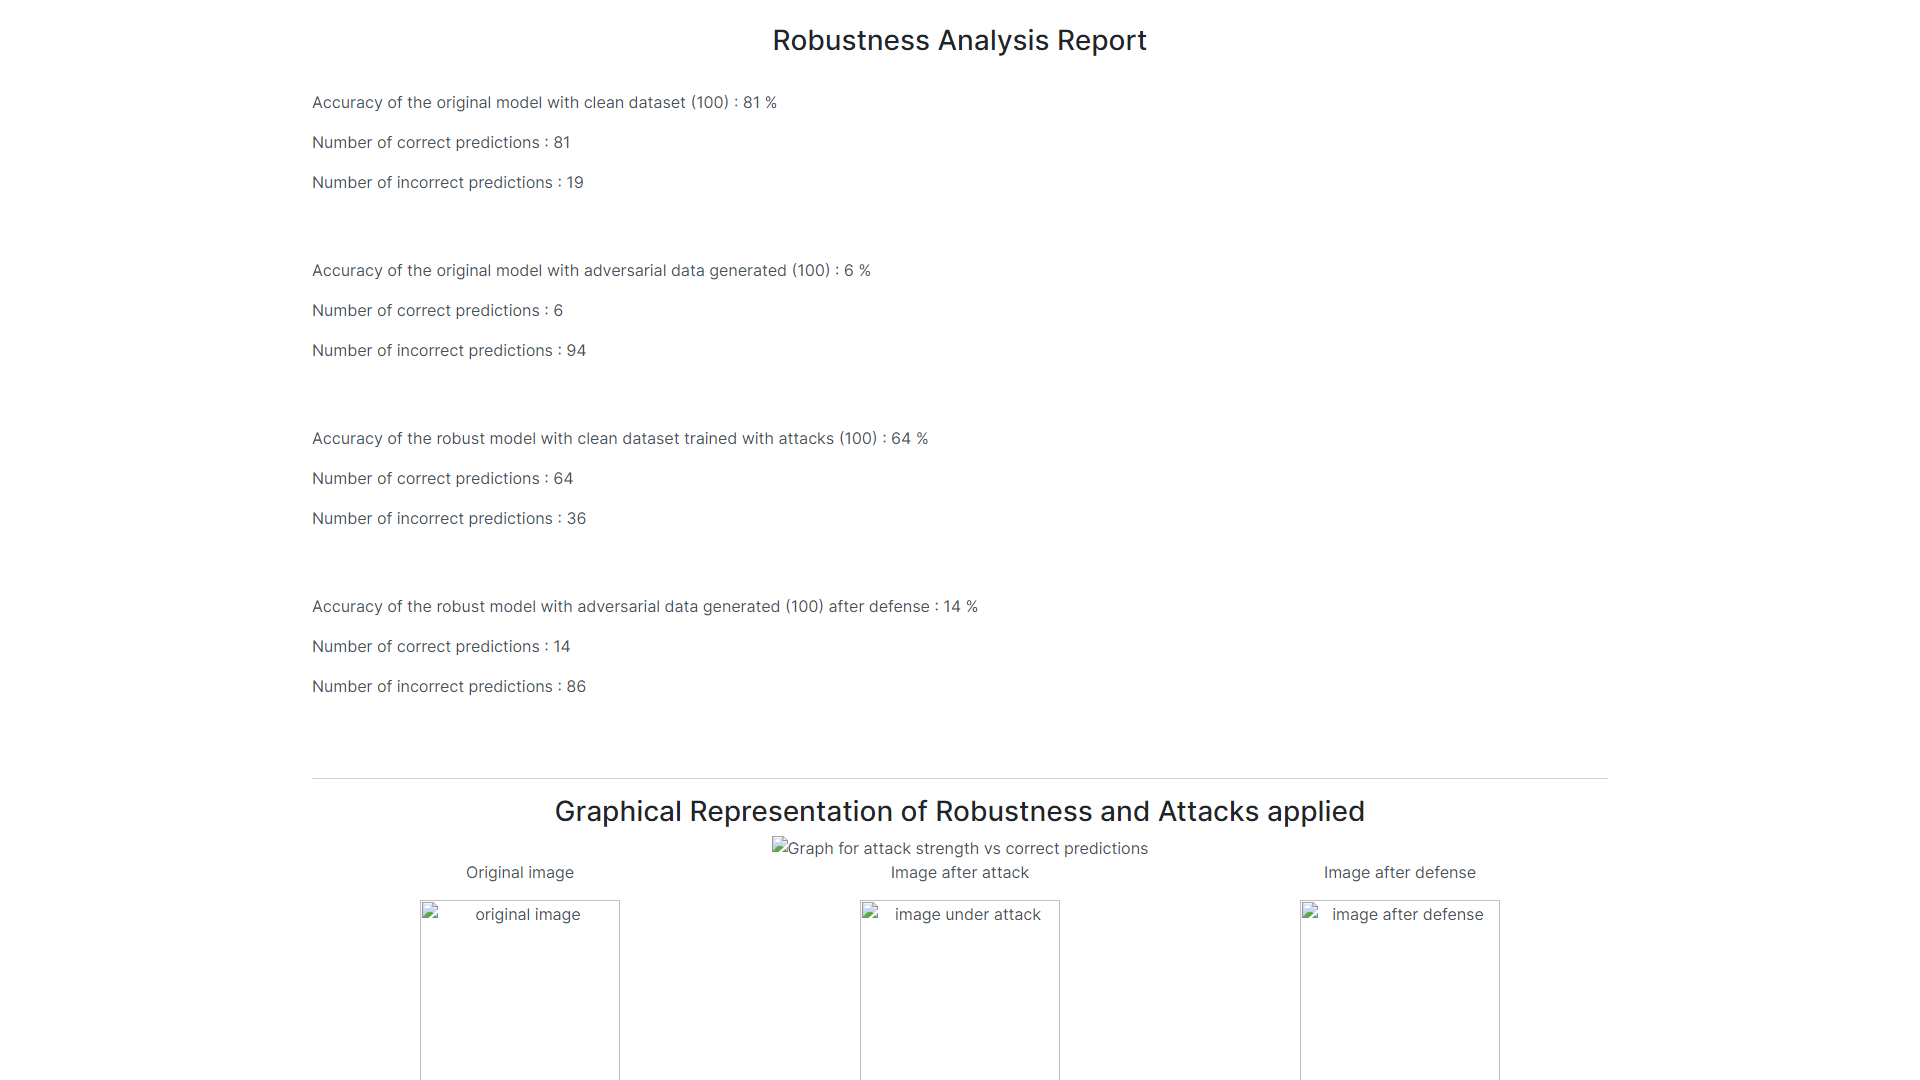 Robustness Analysis Report
Accuracy of the original model with clean dataset (100) : 81 %
Number of correct predictions : 81
Number of incorrect predictions : 19
Accuracy of the original model with adversarial data generated (100) : 6 %
Number of correct predictions : 6
Number of incorrect predictions : 94
Accuracy of the robust model with clean dataset trained with attacks (100) : 64 %
Number of correct predictions : 64
Number of incorrect predictions : 36
Accuracy of the robust model with adversarial data generated (100) after defense : 14 %
Number of correct predictions : 14
Number of incorrect predictions : 86
Graphical Representation of Robustness and Attacks applied
Graph for attack strength vs correct predictions
Original image
Image after attack
Image after defense
original image
image under attack
image after defense